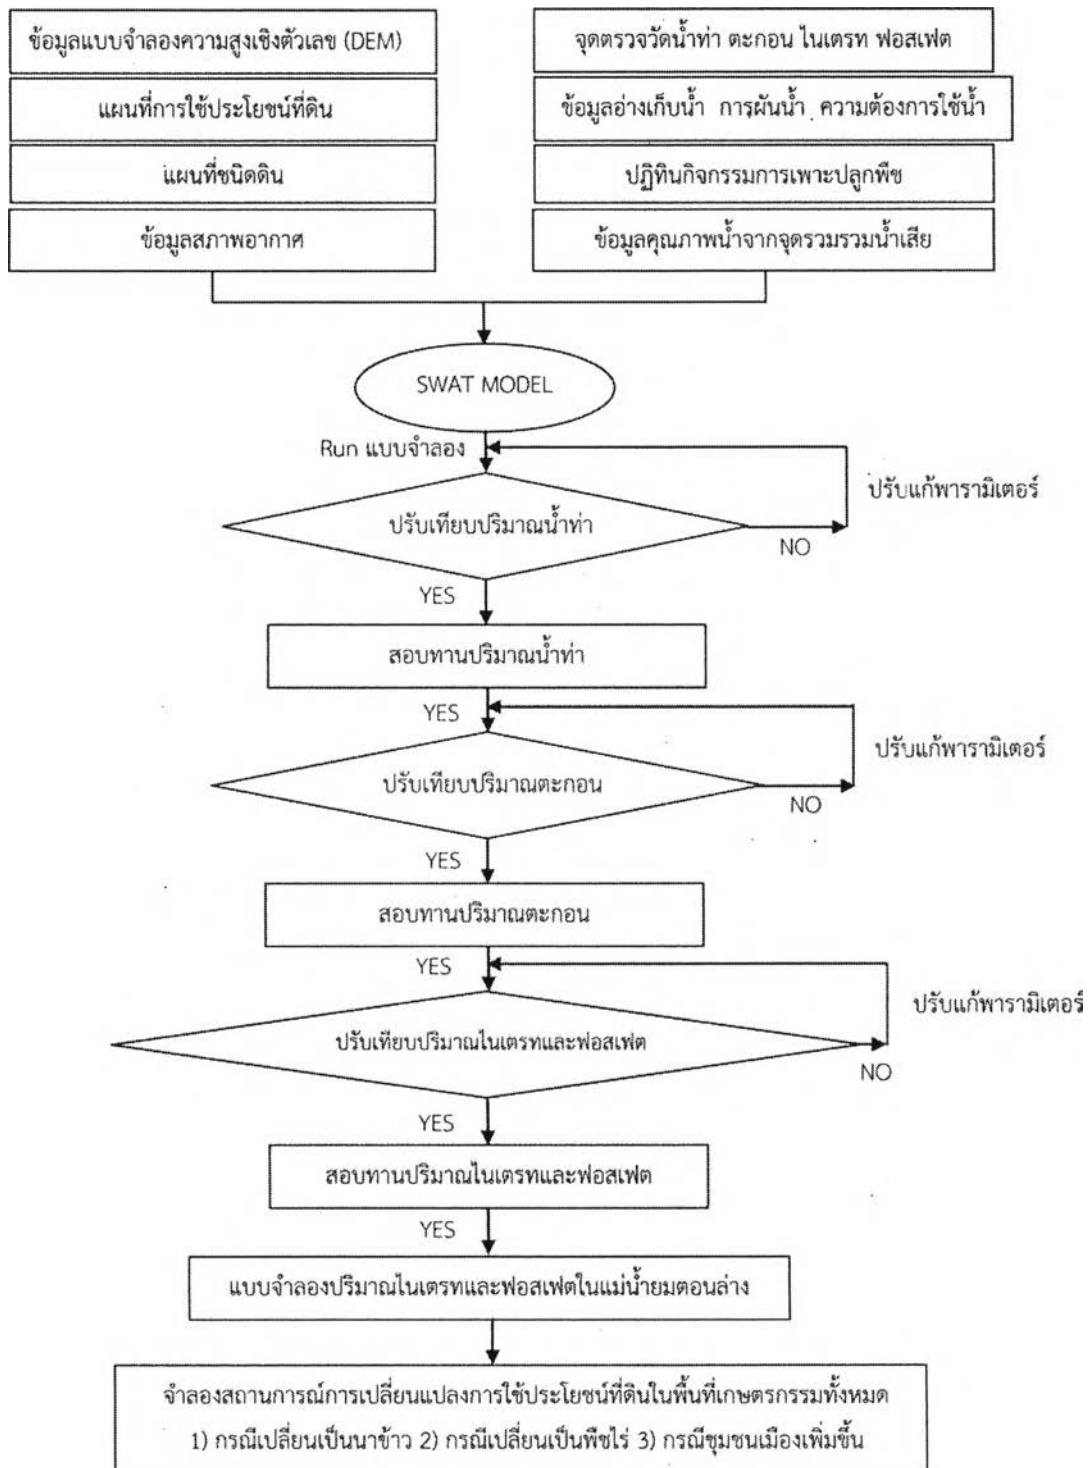 ข้อมูลแบบจำลองความสูงเชิงตัวเลข (DEM)
แผนที่การใช้ประโยชน์ที่ดิน
แผนที่ชนิดดิน
ข้อมูลสภาพอากาศ
จุดตรวจวัดน้ำท่า ตะกอน ไนเตรท ฟอสเฟต
ข้อมูลอ่างเก็บน้ำ การผันน้ำ ความต้องการใช้น้ำ
ปฏิทินกิจกรรมการเพาะปลูกพืช
ข้อมูลคุณภาพน้ำจากจุดรวมรวมน้ำเสีย
SWAT MODEL
Run แบบจำลอง
ปรับแก้พารามิเตอร์
ปรับเทียบปริมาณน้ำท่า
NO
YES
สอบทานปริมาณน้ำท่า
YES
ปรับแก้พารามิเตอร์
ปรับเทียบปริมาณตะกอน
NO
YES
สอบทานปริมาณตะกอน
YES
ปรับแก้พารามิเตอร์
ปรับเทียบปริมาณไนเตรทและฟอสเฟต
NO
YES
สอบทานปริมาณไนเตรทและฟอสเฟต
YES
แบบจำลองปริมาณไนเตรทและฟอสเฟตในแม่น้ำยมตอนล่าง
จำลองสถานการณ์การเปลี่ยนแปลงการใช้ประโยชน์ที่ดินในพื้นที่เกษตรกรรมทั้งหมด
1) กรณีเปลี่ยนเป็นนาข้าว 2) กรณีเปลี่ยนเป็นพืชไร่ 3) กรณีชุมชนเมืองเพิ่มขึ้น